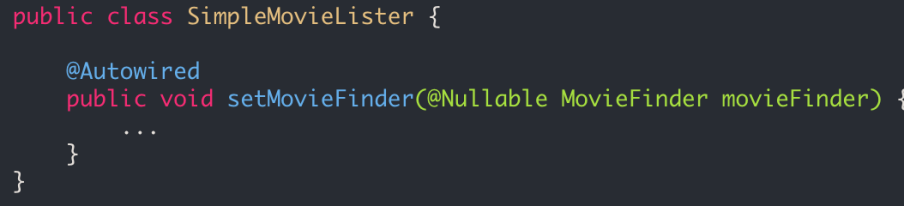 public class SimpleMovieLister {
@Autowired
public void setMovieFinder(@Nullable MovieFinder movieFinder) {
...
}
}